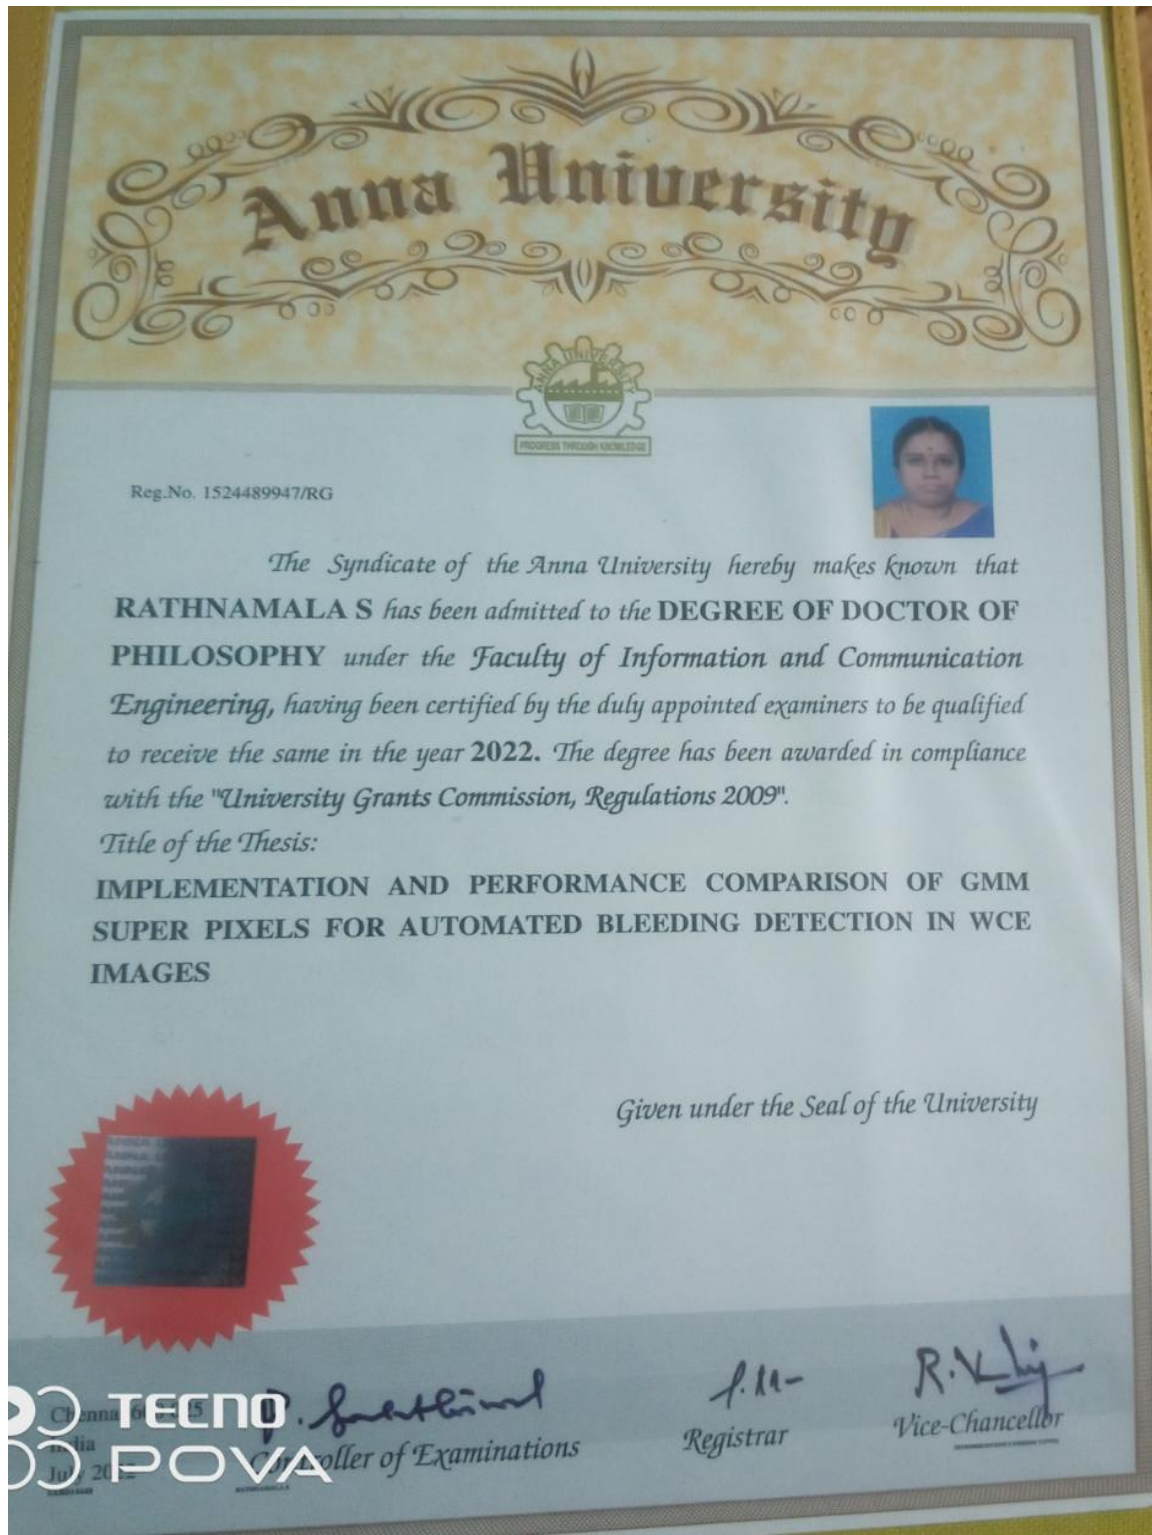 Anna University
ANNA UNIVERSITY
PROGRESS THROUGH KNOWLEDGE
Reg.No. 1524489947/RG
The Syndicate of the Anna University hereby makes known that
RATHNAMALA S has been admitted to the DEGREE OF DOCTOR OF
PHILOSOPHY under the Faculty of Information and Communication
Engineering, having been certified by the duly appointed examiners to be qualified
to receive the same in the year 2022. The degree has been awarded in compliance
with the "University Grants Commission, Regulations 2009".
Title of the Thesis:
IMPLEMENTATION AND PERFORMANCE COMPARISON OF GMM
SUPER PIXELS FOR AUTOMATED BLEEDING DETECTION IN WCE
IMAGES
Given under the Seal of the University
Controller of Examinations
Registrar
Vice-Chancellor
India
July
TECNO
POVA